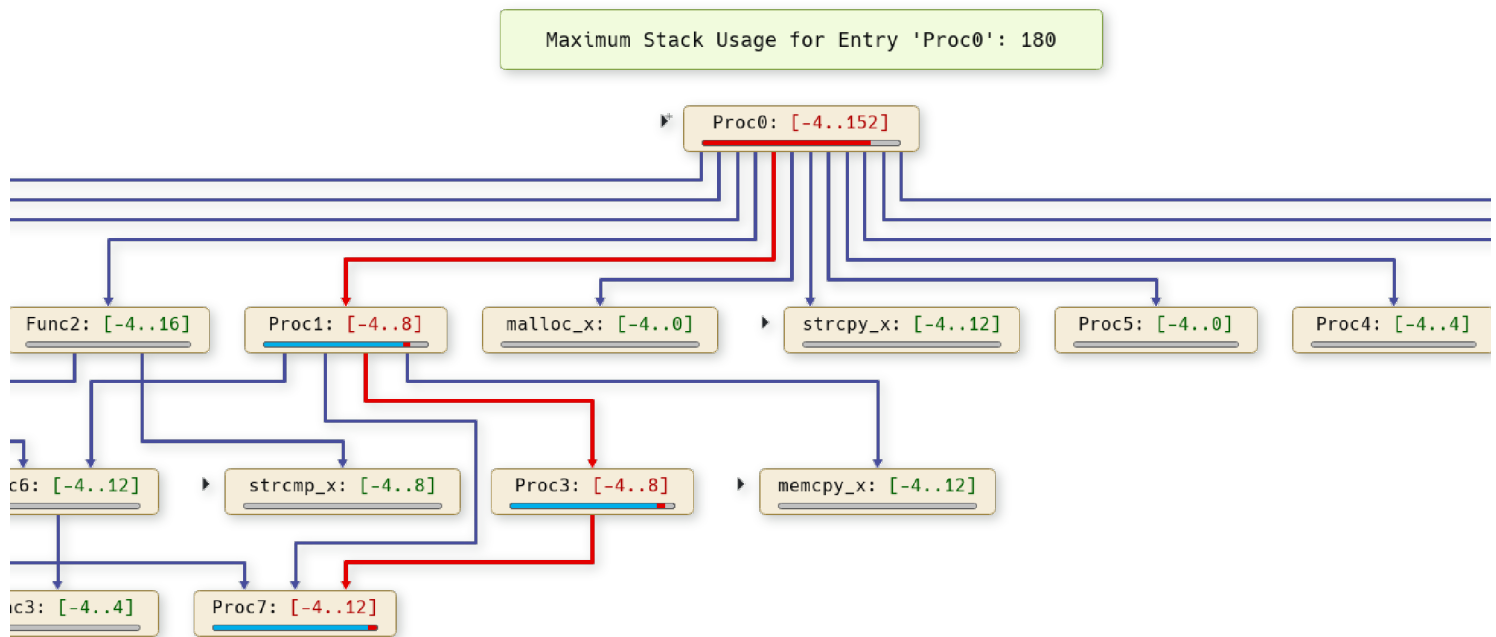 Maximum Stack Usage for Entry 'Proc0': 180
Proc0: [-4..152]
Func2: [-4..16]
Proc1: [-4..8]
malloc_x: [-4..0]
strcpy_x: [-4..12]
Proc5: [-4..0]
Proc4: [-4..4]
c6: [-4..12]
strcmp_x: [-4..8]
Proc3: [-4..8]
memcpy_x: [-4..12]
nc3: [-4..4]
Proc7: [-4..12]